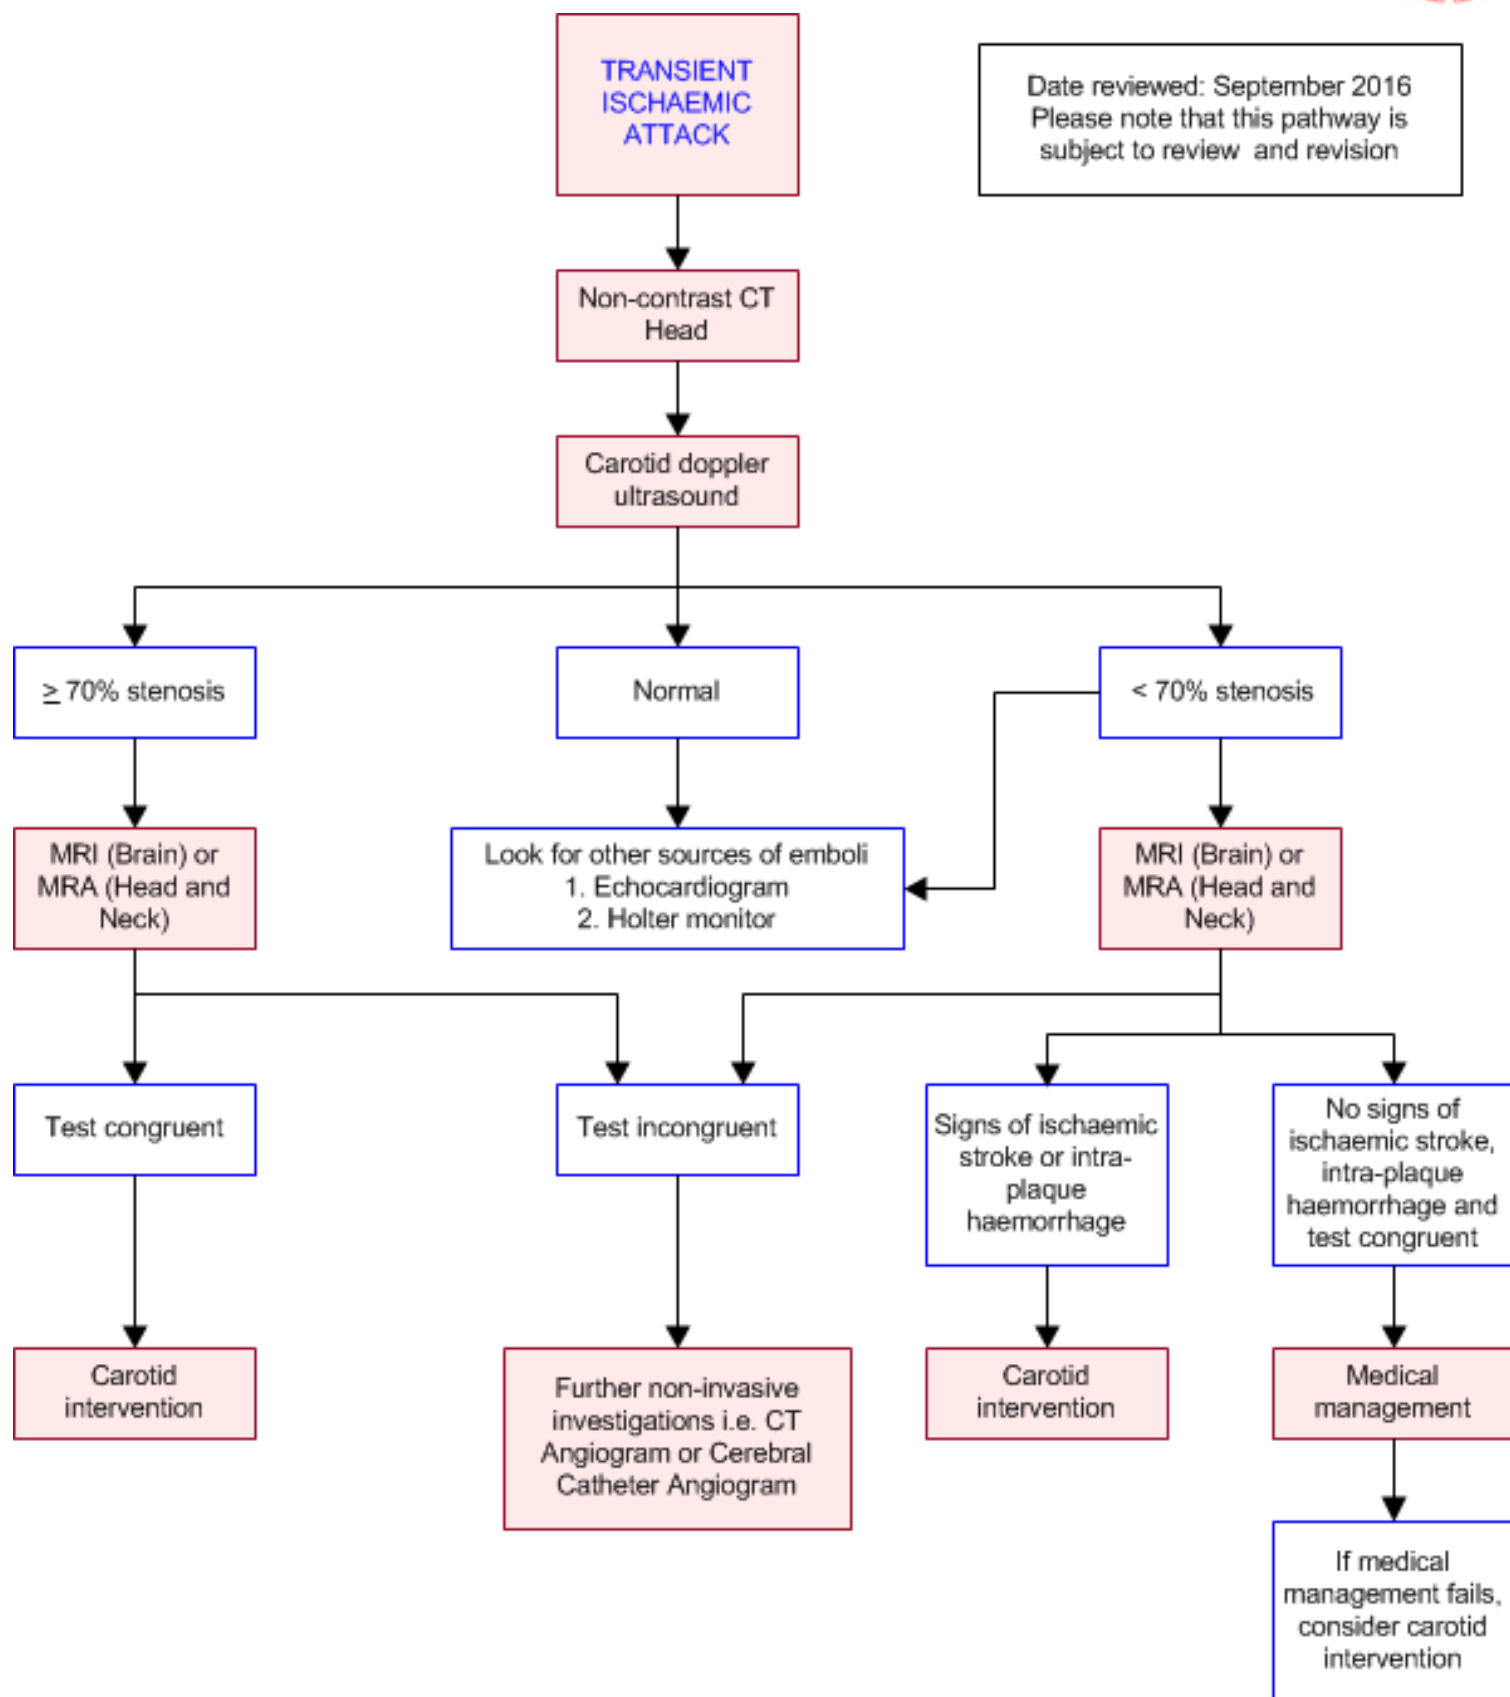 TRANSIENT
ISCHAEMIC
ATTACK
Date reviewed: September 2016
Please note that this pathway is
subject to review and revision
Non-contrast CT
Head
Carotid doppler
ultrasound
≥ 70% stenosis
Normal
< 70% stenosis
MRI (Brain) or
MRA (Head and
Neck)
Look for other sources of emboli
1. Echocardiogram
2. Holter monitor
MRI (Brain) or
MRA (Head and
Neck)
Test congruent
Test incongruent
Signs of ischaemic
stroke or intra-
plaque
haemorrhage
No signs of
ischaemic stroke,
intra-plaque
haemorrhage and
test congruent
Carotid
intervention
Further non-invasive
investigations i.e. CT
Angiogram or Cerebral
Catheter Angiogram
Carotid
intervention
Medical
management
If medical
management fails,
consider carotid
intervention